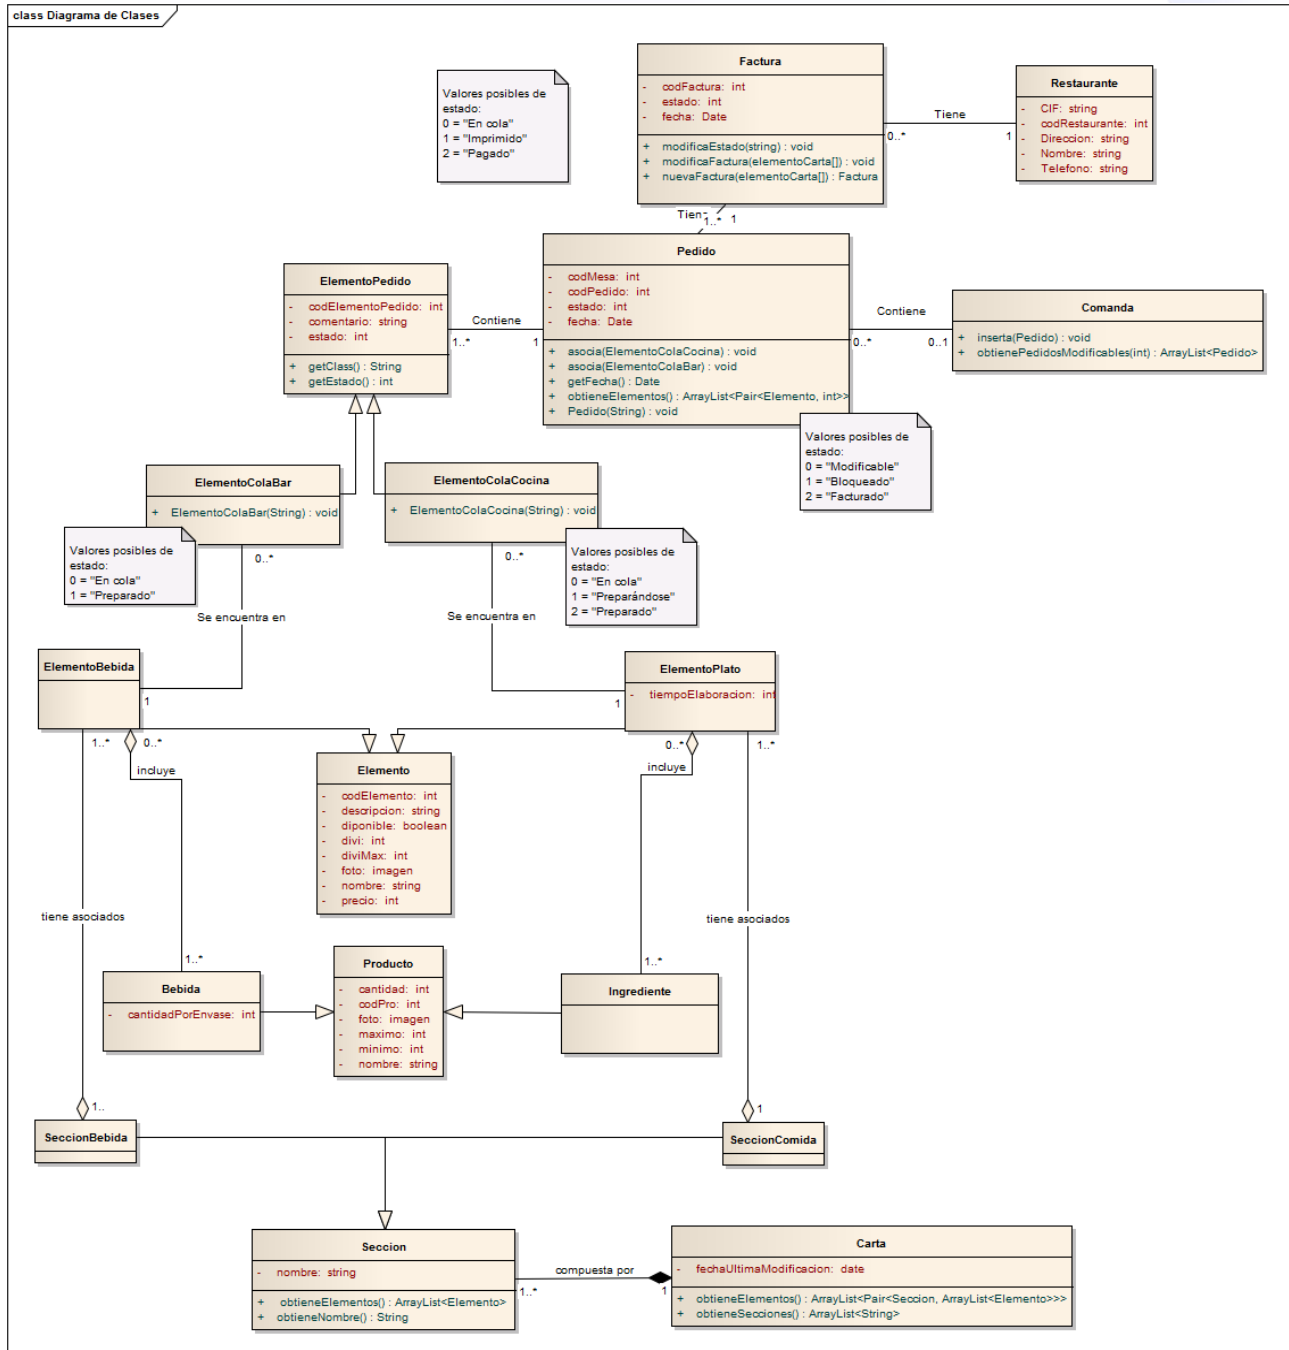 class Diagrama de Clases
Valores posibles de
estado:
0 = "En cola"
1 = "Imprimido"
2 = "Pagado"
Factura
- codFactura: int
- estado: int
- fecha: Date
+ modificaEstado(string) : void
+ modificaFactura(elementoCarta[]) : void
+ nuevaFactura(elementoCarta[]) : Factura
Tiene
0..*
1
Restaurante
- CIF: string
- codRestaurante: int
- Direccion: string
- Nombre: string
- Telefono: string
1..*
1
Pedido
- codMesa: int
- codPedido: int
- estado: int
- fecha: Date
+ asocia(ElementoColaCocina) : void
+ asocia(ElementoColaBar) : void
+ getFecha() : Date
+ obtieneElementos() : ArrayList<Pair<Elemento, int>>
+ Pedido(String) : void
ElementoPedido
- codElementoPedido: int
- comentario: string
- estado: int
+ getClass() : String
+ getEstado() : int
Contiene
1..*
1
Contiene
0..*
0..1
Comanda
+ inserta(Pedido) : void
+ obtienePedidosModificables(int) : ArrayList<Pedido>
Valores posibles de
estado:
0 = "Modificable"
1 = "Bloqueado"
2 = "Facturado"
ElementoColaBar
+ ElementoColaBar(String) : void
ElementoColaCocina
+ ElementoColaCocina(String) : void
Valores posibles de
estado:
0 = "En cola"
1 = "Preparado"
0..*
0..*
Valores posibles de
estado:
0 = "En cola"
1 = "Preparándose"
2 = "Preparado"
Se encuentra en
Se encuentra en
ElementoBebida
1
ElementoPlato
- tiempoElaboracion: int
1
1..*
0..*
0..*
1..*
incluye
incluye
Elemento
- codElemento: int
- descripcion: string
- diponible: boolean
- divi: int
- diviMax: int
- foto: imagen
- nombre: string
- precio: int
tiene asociados
tiene asociados
1..*
1..*
Bebida
- cantidadPorEnvase: int
Producto
- cantidad: int
- codPro: int
- foto: imagen
- maximo: int
- minimo: int
- nombre: string
Ingrediente
1..
1
SeccionBebida
SeccionComida
Seccion
- nombre: string
+ obtieneElementos() : ArrayList<Elemento>
+ obtieneNombre() : String
compuesta por
1..*
1
Carta
- fechaUltimaModificacion: date
+ obtieneElementos() : ArrayList<Pair<Seccion, ArrayList<Elemento>>>
+ obtieneSecciones() : ArrayList<String>